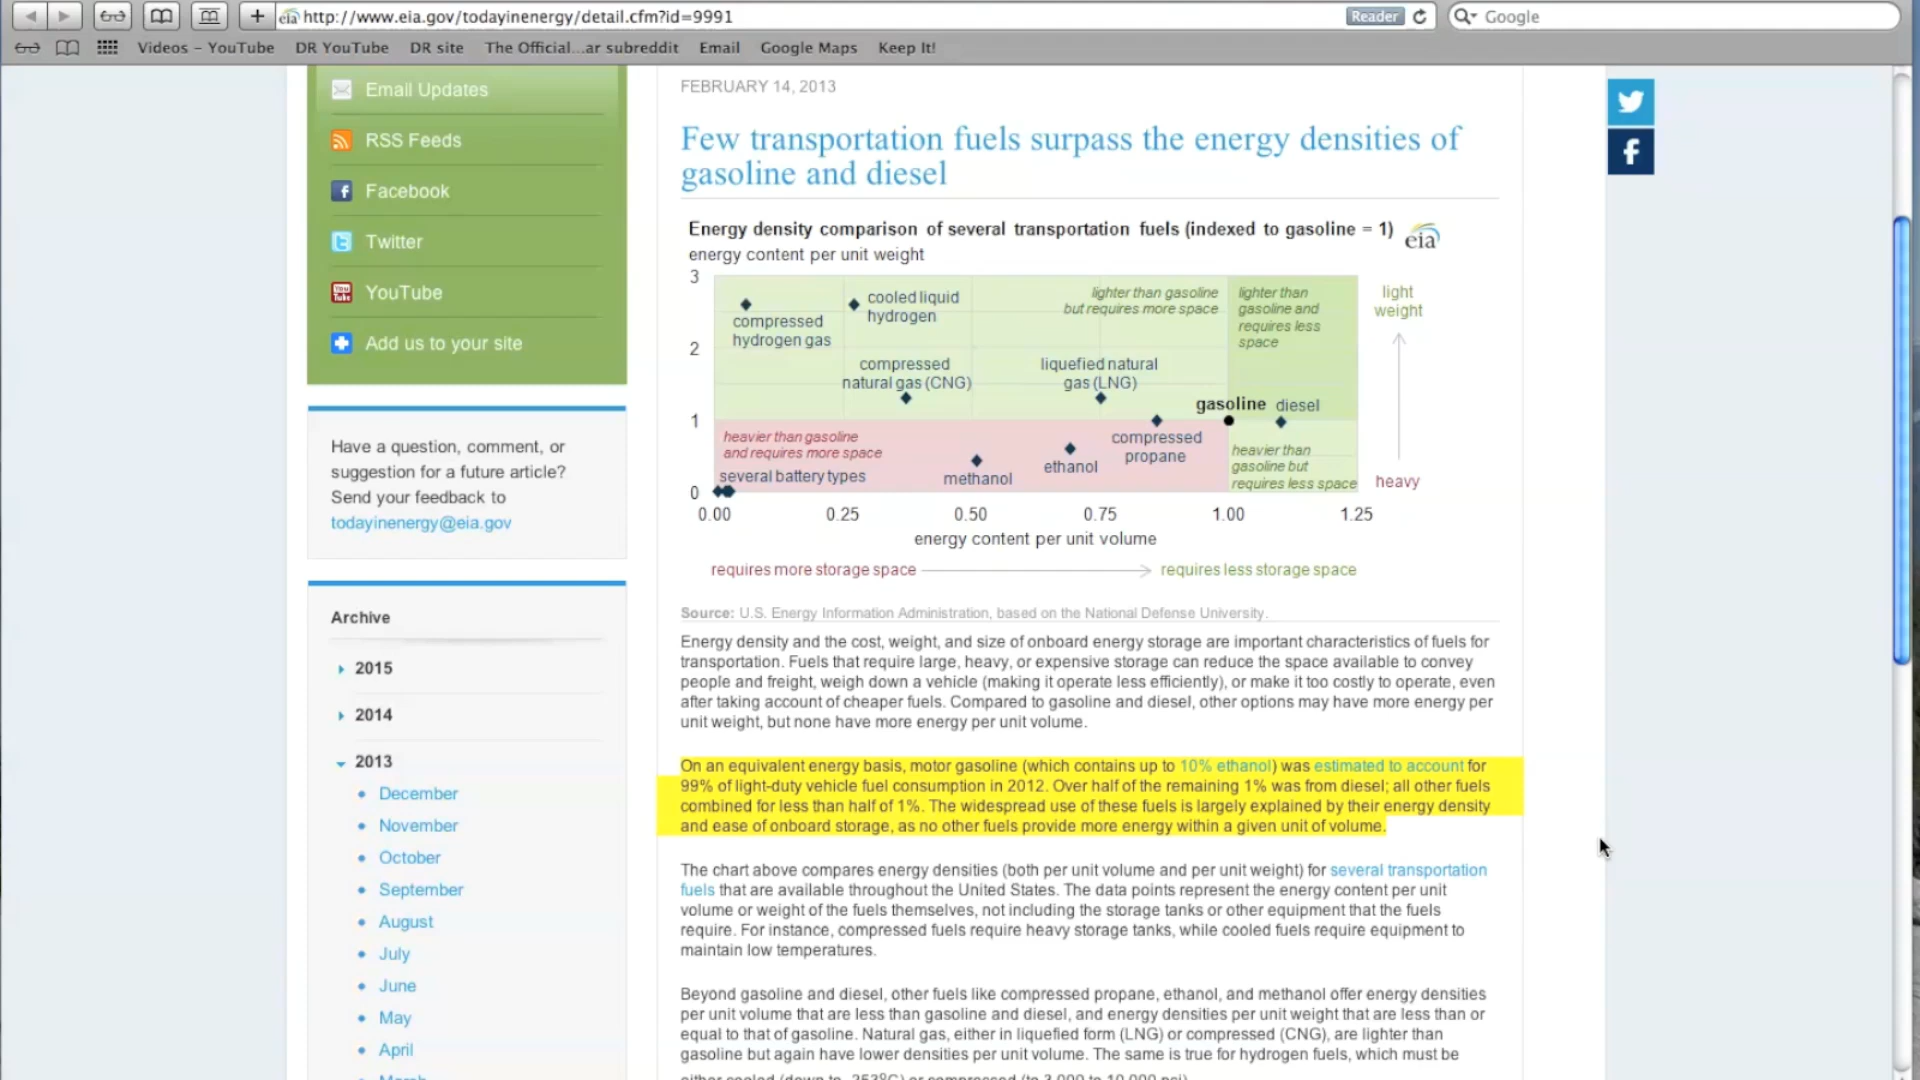 eia http://www.eia.gov/todayinenergy/detail.cfm?id=9991
Reader
Google
Videos – YouTube DR YouTube DR site The Official...ar subreddit Email Google Maps Keep It!
Email Updates
RSS Feeds
Facebook
Twitter
YouTube
Add us to your site
Have a question, comment, or
suggestion for a future article?
Send your feedback to
todayinenergy@eia.gov
Archive
2015
2014
2013
December
November
October
September
August
July
June
May
April
FEBRUARY 14, 2013
Few transportation fuels surpass the energy densities of
gasoline and diesel
Energy density comparison of several transportation fuels (indexed to gasoline = 1)
eia
energy content per unit weight
3
2
1
0
compressed
hydrogen gas
cooled liquid
hydrogen
lighter than gasoline
but requires more space
lighter than
gasoline and
requires less
space
light
weight
compressed
natural gas (CNG)
liquefied natural
gas (LNG)
gasoline
diesel
heavier than gasoline
and requires more space
several battery types
methanol
ethanol
compressed
propane
heavier than
gasoline but
requires less space
heavy
0.00 0.25 0.50 0.75 1.00 1.25
energy content per unit volume
requires more storage space
requires less storage space
Source: U.S. Energy Information Administration, based on the National Defense University.
Energy density and the cost, weight, and size of onboard energy storage are important characteristics of fuels for
transportation. Fuels that require large, heavy, or expensive storage can reduce the space available to convey
people and freight, weigh down a vehicle (making it operate less efficiently), or make it too costly to operate, even
after taking account of cheaper fuels. Compared to gasoline and diesel, other options may have more energy per
unit weight, but none have more energy per unit volume.
On an equivalent energy basis, motor gasoline (which contains up to 10% ethanol) was estimated to account for
99% of light-duty vehicle fuel consumption in 2012. Over half of the remaining 1% was from diesel; all other fuels
combined for less than half of 1%. The widespread use of these fuels is largely explained by their energy density
and ease of onboard storage, as no other fuels provide more energy within a given unit of volume.
The chart above compares energy densities (both per unit volume and per unit weight) for several transportation
fuels that are available throughout the United States. The data points represent the energy content per unit
volume or weight of the fuels themselves, not including the storage tanks or other equipment that the fuels
require. For instance, compressed fuels require heavy storage tanks, while cooled fuels require equipment to
maintain low temperatures.
Beyond gasoline and diesel, other fuels like compressed propane, ethanol, and methanol offer energy densities
per unit volume that are less than gasoline and diesel, and energy densities per unit weight that are less than or
equal to that of gasoline. Natural gas, either in liquefied form (LNG) or compressed (CNG), are lighter than
gasoline but again have lower densities per unit volume. The same is true for hydrogen fuels, which must be